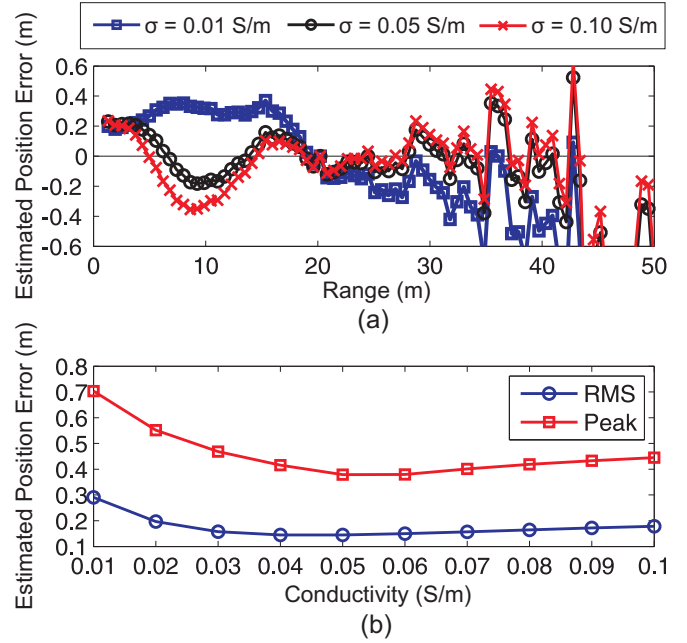 σ = 0.01 S/m σ = 0.05 S/m σ = 0.10 S/m
Estimated Position Error (m)
0.6
0.4
0.2
0
-0.2
-0.4
-0.6
0 10 20 30 40 50
Range (m)
(a)
Estimated Position Error (m)
0.8
0.7
0.6
0.5
0.4
0.3
0.2
0.1
RMS
Peak
0.01 0.02 0.03 0.04 0.05 0.06 0.07 0.08 0.09 0.1
Conductivity (S/m)
(b)